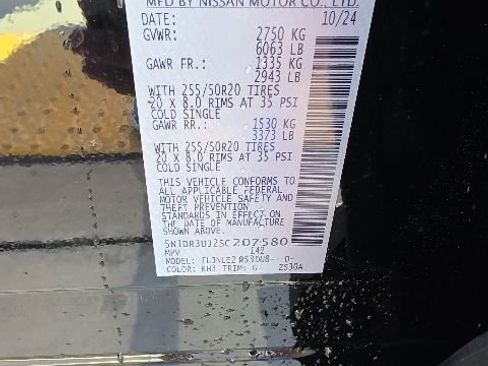 MFD BY NISSAN MOTOR CO., LTD.
DATE: 10/24
GVWR: 2750 KG
6063 LB
GAWR FR.: 1335 KG
2943 LB
WITH 255/50R20 TIRES
20 X 8.0 RIMS AT 35 PSI
COLD SINGLE
GAWR RR.: 1530 KG
3373 LB
WITH 255/50R20 TIRES
20 X 8.0 RIMS AT 35 PSI
COLD SINGLE
THIS VEHICLE CONFORMS TO
ALL APPLICABLE FEDERAL
MOTOR VEHICLE SAFETY AND
THEFT PREVENTION
STANDARDS IN EFFECT ON
THE DATE OF MANUFACTURE
SHOWN ABOVE.
5N1DR3DJ2SC207580
MPV 142
MODEL:
COLOR: KH3 TRIM: G